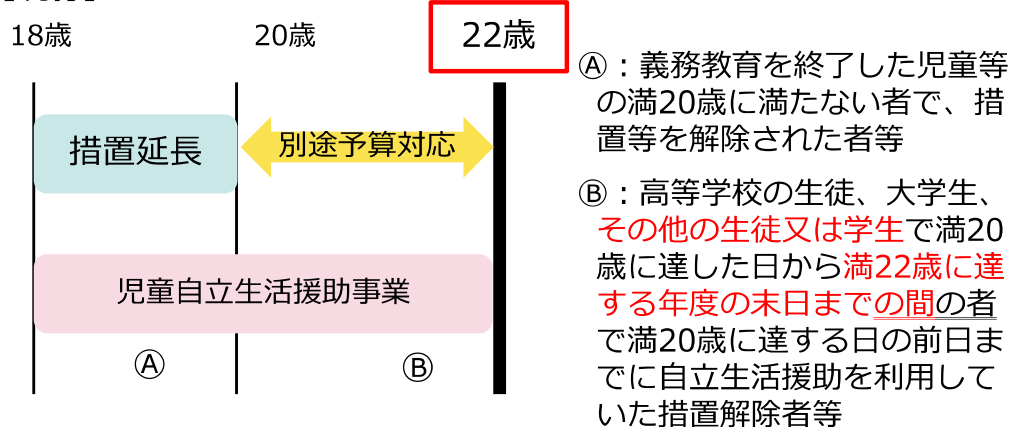 18歳
20歳
22歳
措置延長
別途予算対応
児童自立生活援助事業
Ⓐ
Ⓑ
Ⓐ：義務教育を終了した児童等
の満20歳に満たない者で、措
置等を解除された者等
Ⓑ：高等学校の生徒、大学生、
その他の生徒又は学生で満20
歳に達した日から満22歳に達
する年度の末日までの間の者
で満20歳に達する日の前日ま
でに自立生活援助を利用して
いた措置解除者等